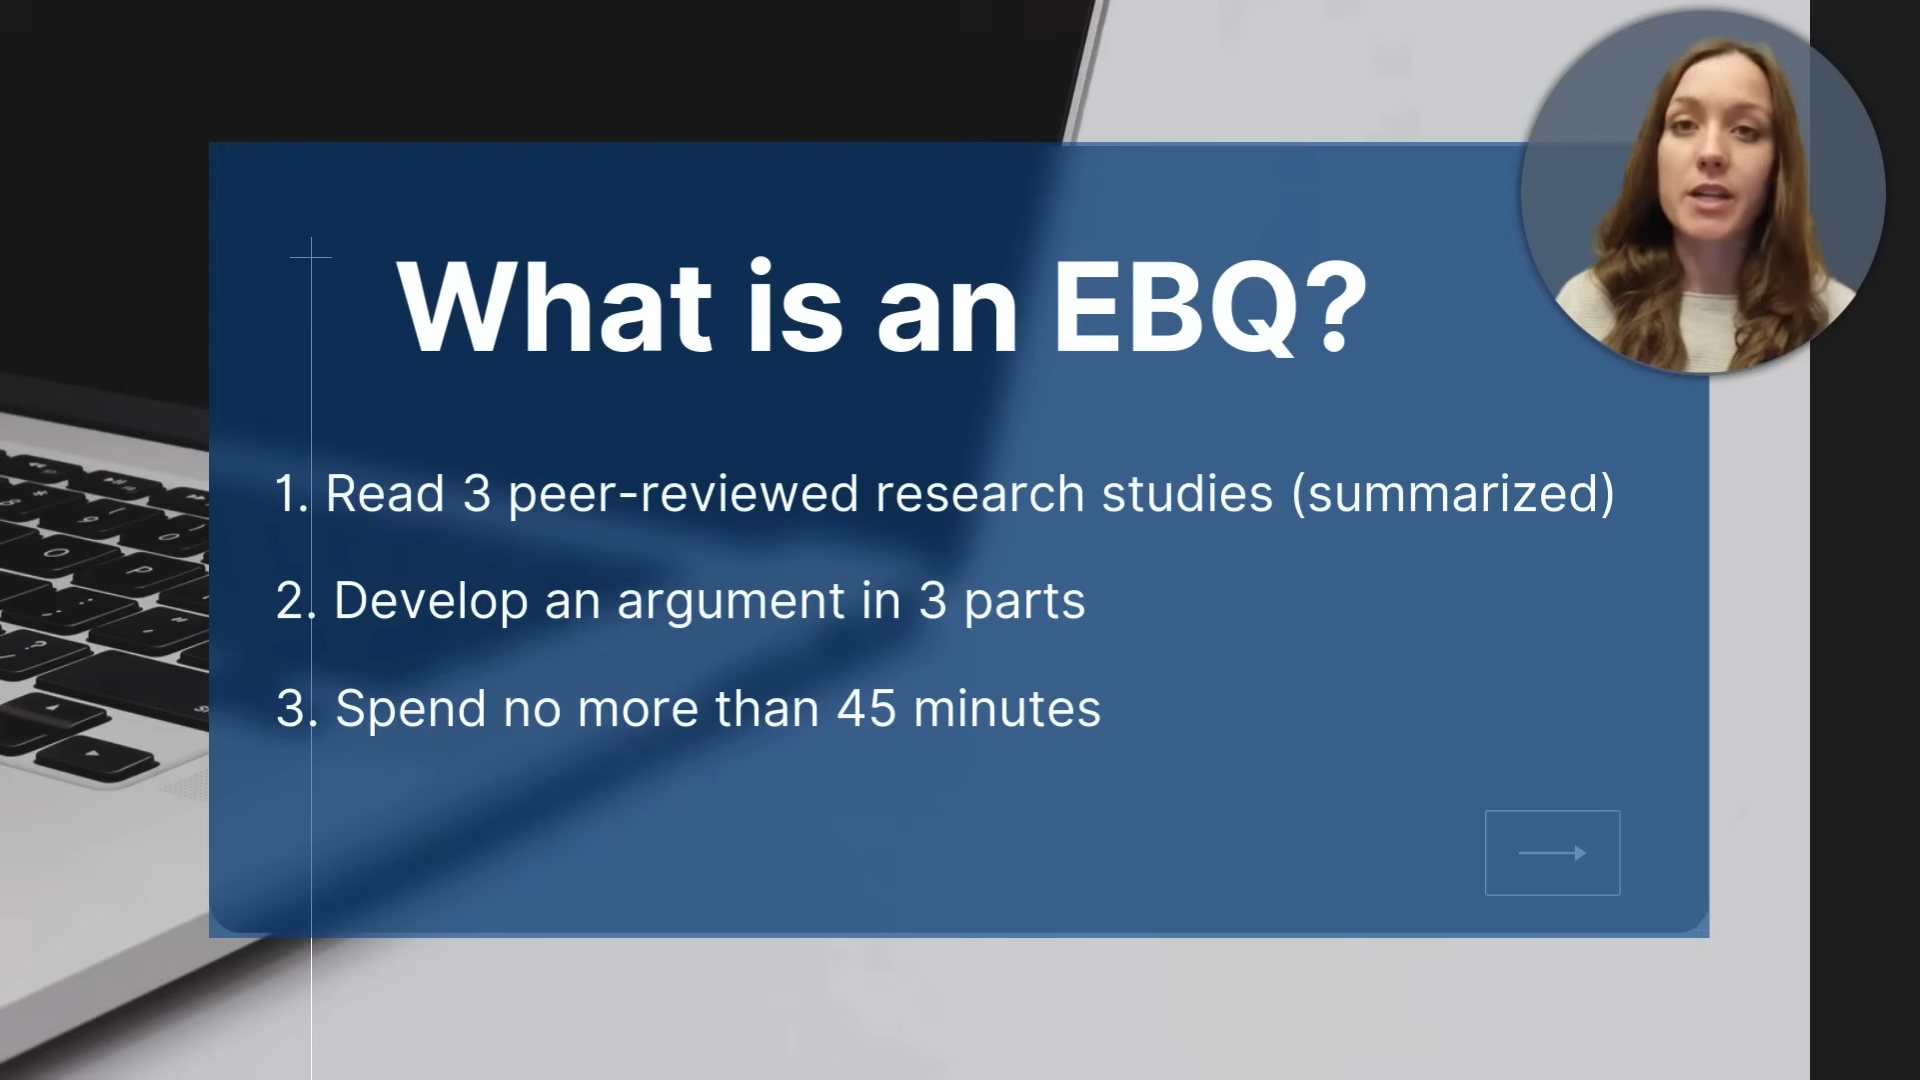 What is an EBQ?
1. Read 3 peer-reviewed research studies (summarized)
2. Develop an argument in 3 parts
3. Spend no more than 45 minutes